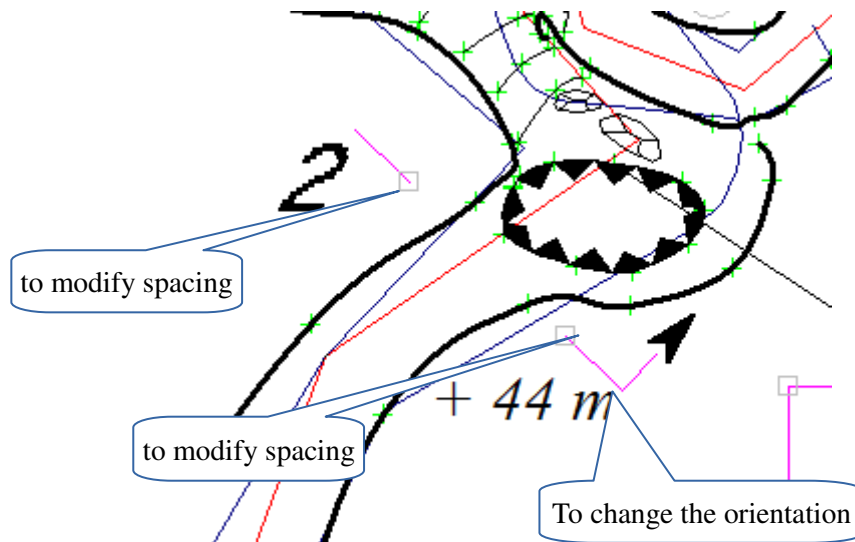 2
to modify spacing
+ 44 m
to modify spacing
To change the orientation